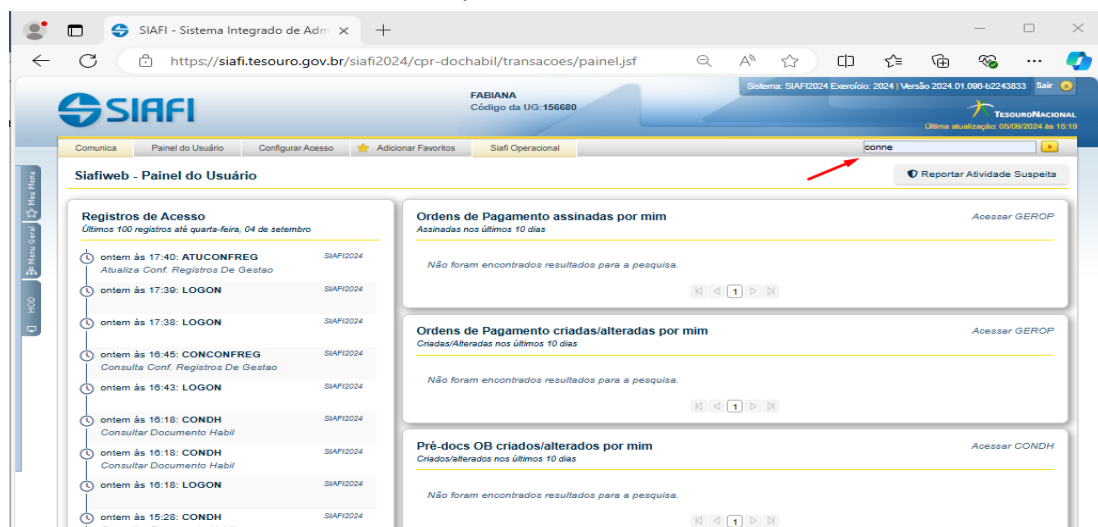 SIAFI - Sistema Integrado de Adm
https://siafi.tesouro.gov.br/siafi2024/cpr-dochabil/transacoes/painel.jsf
Sistema: SIAFI2024 Exercício: 2024 | Versão 2024.01.096-b2243833 Sair
SIAFI
FABIANA
Código da UG:156680
TESOURONACIONAL
Última atualização: 05/09/2024 às 15:19
Comunica Painel do Usuário Configurar Acesso Adicionar Favoritos Siafi Operacional conne
Siafiweb - Painel do Usuário
Reportar Atividade Suspeita
Meu Menu
Menu Geral
HOD
Registros de Acesso
Últimos 100 registros até quarta-feira, 04 de setembro
ontem às 17:40: ATUCONFREG SIAFI2024
Atualiza Conf. Registros De Gestao
ontem às 17:39: LOGON SIAFI2024
ontem às 17:38: LOGON SIAFI2024
ontem às 16:45: CONCONFREG SIAFI2024
Consulta Conf. Registros De Gestao
ontem às 16:43: LOGON SIAFI2024
ontem às 16:18: CONDH SIAFI2024
Consultar Documento Habil
ontem às 16:18: CONDH SIAFI2024
Consultar Documento Habil
ontem às 16:18: LOGON SIAFI2024
ontem às 15:28: CONDH SIAFI2024
Ordens de Pagamento assinadas por mim Acessar GEROP
Assinadas nos últimos 10 dias
Não foram encontrados resultados para a pesquisa.
1
Ordens de Pagamento criadas/alteradas por mim Acessar GEROP
Criadas/Alteradas nos últimos 10 dias
Não foram encontrados resultados para a pesquisa.
1
Pré-docs OB criados/alterados por mim Acessar CONDH
Criados/alterados nos últimos 10 dias
Não foram encontrados resultados para a pesquisa.
1